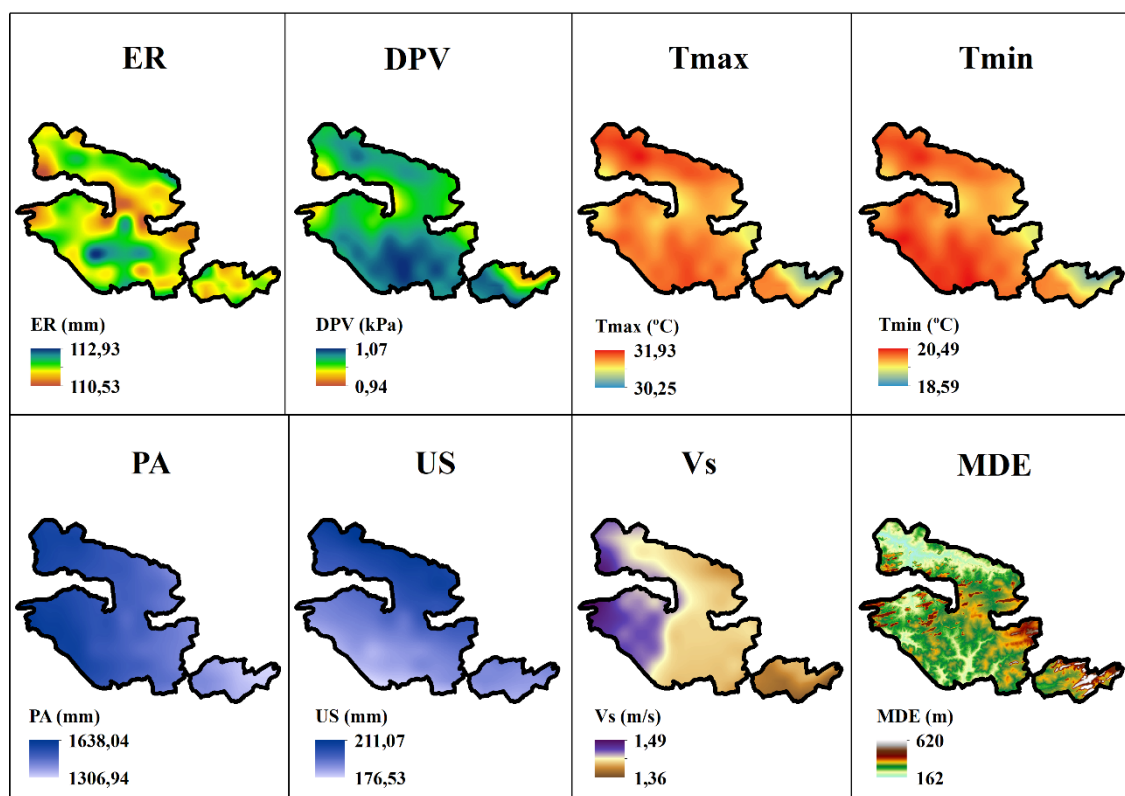 ER
DPV
Tmax
Tmin
ER (mm)
112,93
110,53
DPV (kPa)
1,07
0,94
Tmax (ºC)
31,93
30,25
Tmin (ºC)
20,49
18,59
PA
US
Vs
MDE
PA (mm)
1638,04
1306,94
US (mm)
211,07
176,53
Vs (m/s)
1,49
1,36
MDE (m)
620
162